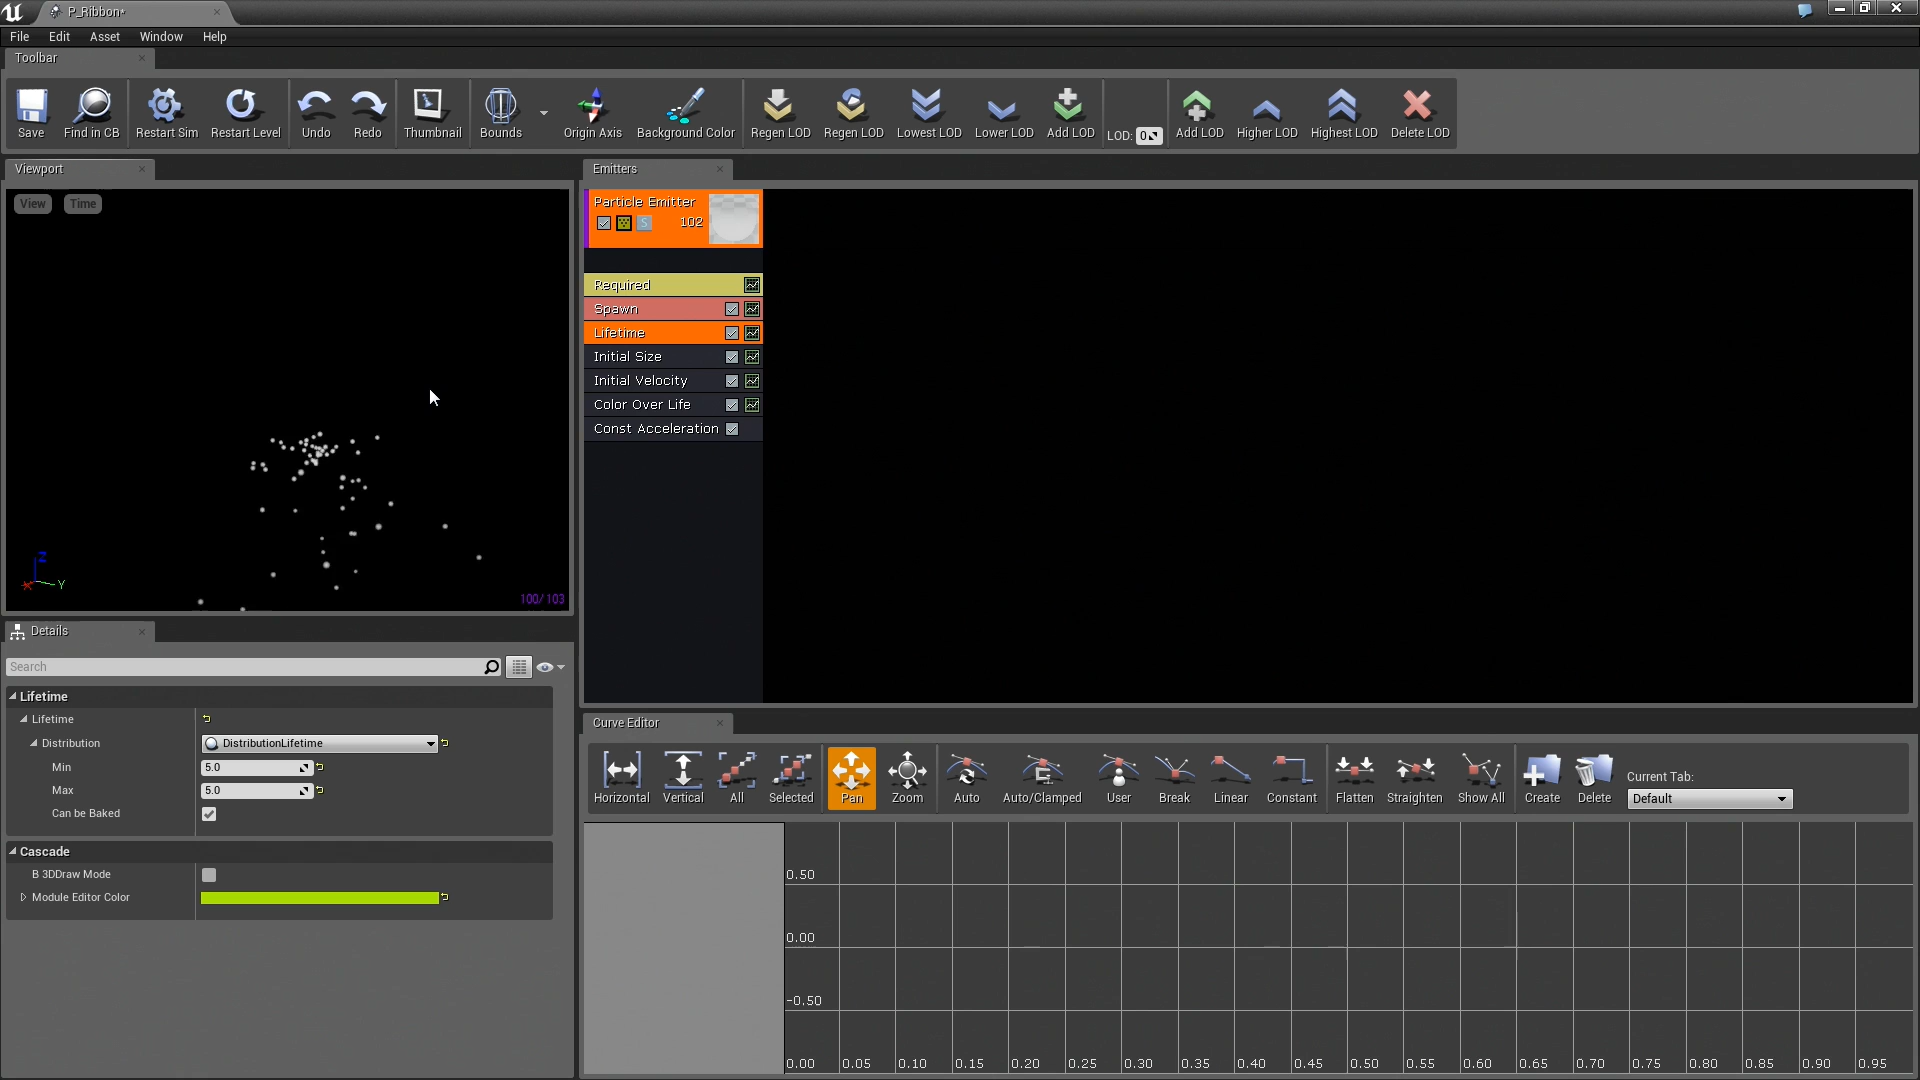 P_Ribbon*
File Edit Asset Window Help
Toolbar
Save Find in CB Restart Sim Restart Level Undo Redo Thumbnail Bounds Origin Axis Background Color Regen LOD Regen LOD Lowest LOD Lower LOD Add LOD LOD: 0 Add LOD Higher LOD Highest LOD Delete LOD
Viewport
View Time
Z
Y
X
100/103
Emitters
Particle Emitter
S 102
Required
Spawn
Lifetime
Initial Size
Initial Velocity
Color Over Life
Const Acceleration
Details
Search
Lifetime
Lifetime
Distribution DistributionLifetime
Min 5.0
Max 5.0
Can be Baked
Cascade
B 3DDraw Mode
Module Editor Color
Curve Editor
Horizontal Vertical All Selected Pan Zoom Auto Auto/Clamped User Break Linear Constant Flatten Straighten Show All Create Delete
Current Tab:
Default
0.50
0.00
-0.50
0.00 0.05 0.10 0.15 0.20 0.25 0.30 0.35 0.40 0.45 0.50 0.55 0.60 0.65 0.70 0.75 0.80 0.85 0.90 0.95